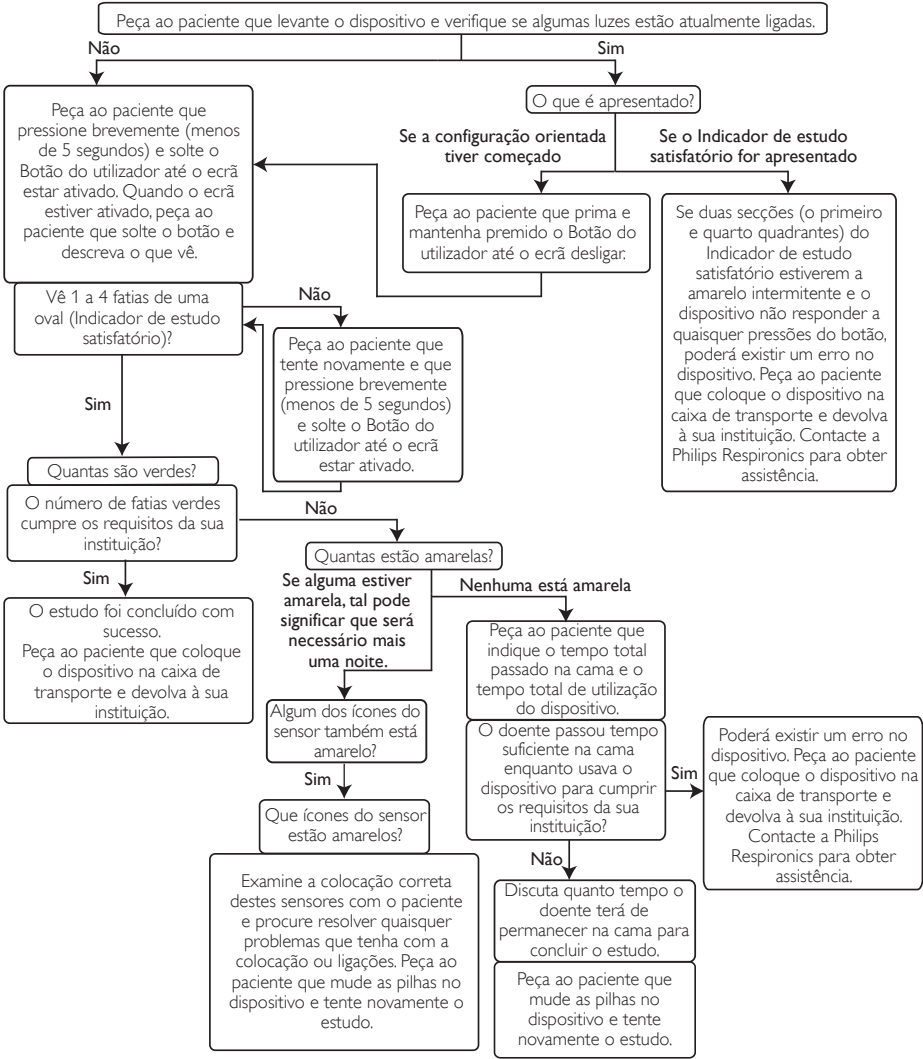 Peça ao paciente que levante o dispositivo e verifique se algumas luzes estão atualmente ligadas.
Não
Sim
Peça ao paciente que
pressione brevemente (menos
de 5 segundos) e solte o
Botão do utilizador até o ecrã
estar ativado. Quando o ecrã
estiver ativado, peça ao
paciente que solte o botão e
descreva o que vê.
O que é apresentado?
Se a configuração orientada
tiver começado
Se o Indicador de estudo
satisfatório for apresentado
Peça ao paciente que prima e
mantenha premido o Botão do
utilizador até o ecrã desligar.
Se duas secções (o primeiro
e quarto quadrantes) do
Indicador de estudo
satisfatório estiverem a
amarelo intermitente e o
dispositivo não responder a
quaisquer pressões do botão,
poderá existir um erro no
dispositivo. Peça ao paciente
que coloque o dispositivo na
caixa de transporte e devolva
à sua instituição. Contacte a
Philips Respironics para obter
assistência.
Vê 1 a 4 fatias de uma
oval (Indicador de estudo
satisfatório)?
Não
Peça ao paciente que
tente novamente e que
pressione brevemente
(menos de 5 segundos)
e solte o Botão do
utilizador até o ecrã
estar ativado.
Sim
Quantas são verdes?
O número de fatias verdes
cumpre os requisitos da sua
instituição?
Não
Sim
O estudo foi concluído com
sucesso.
Peça ao paciente que coloque
o dispositivo na caixa de
transporte e devolva à sua
instituição.
Quantas estão amarelas?
Se alguma estiver
amarela, tal pode
significar que será
necessário mais
uma noite.
Nenhuma está amarela
Algum dos ícones do
sensor também está
amarelo?
Sim
Que ícones do sensor
estão amarelos?
Examine a colocação correta
destes sensores com o paciente
e procure resolver quaisquer
problemas que tenha com a
colocação ou ligações. Peça ao
paciente que mude as pilhas no
dispositivo e tente novamente o
estudo.
Peça ao paciente que
indique o tempo total
passado na cama e o
tempo total de utilização
do dispositivo.
O doente passou tempo
suficiente na cama
enquanto usava o
dispositivo para cumprir
os requisitos da sua
instituição?
Sim
Poderá existir um erro no
dispositivo. Peça ao paciente
que coloque o dispositivo na
caixa de transporte e
devolva à sua instituição.
Contacte a Philips
Respironics para obter
assistência.
Não
Discuta quanto tempo o
doente terá de
permanecer na cama para
concluir o estudo.
Peça ao paciente que
mude as pilhas no
dispositivo e tente
novamente o estudo.